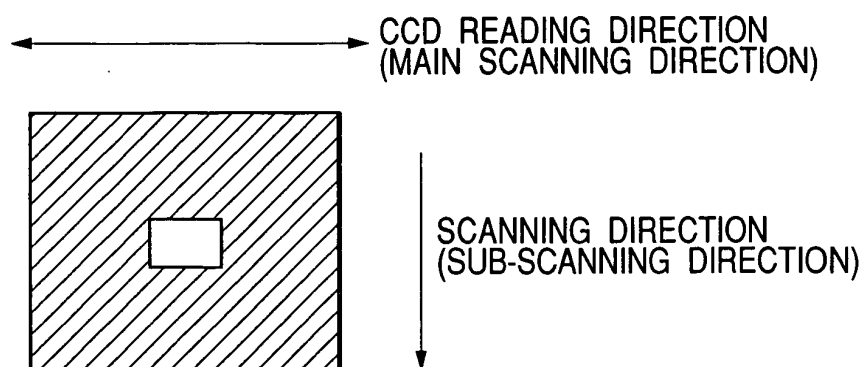 CCD READING DIRECTION
(MAIN SCANNING DIRECTION)
SCANNING DIRECTION
(SUB-SCANNING DIRECTION)